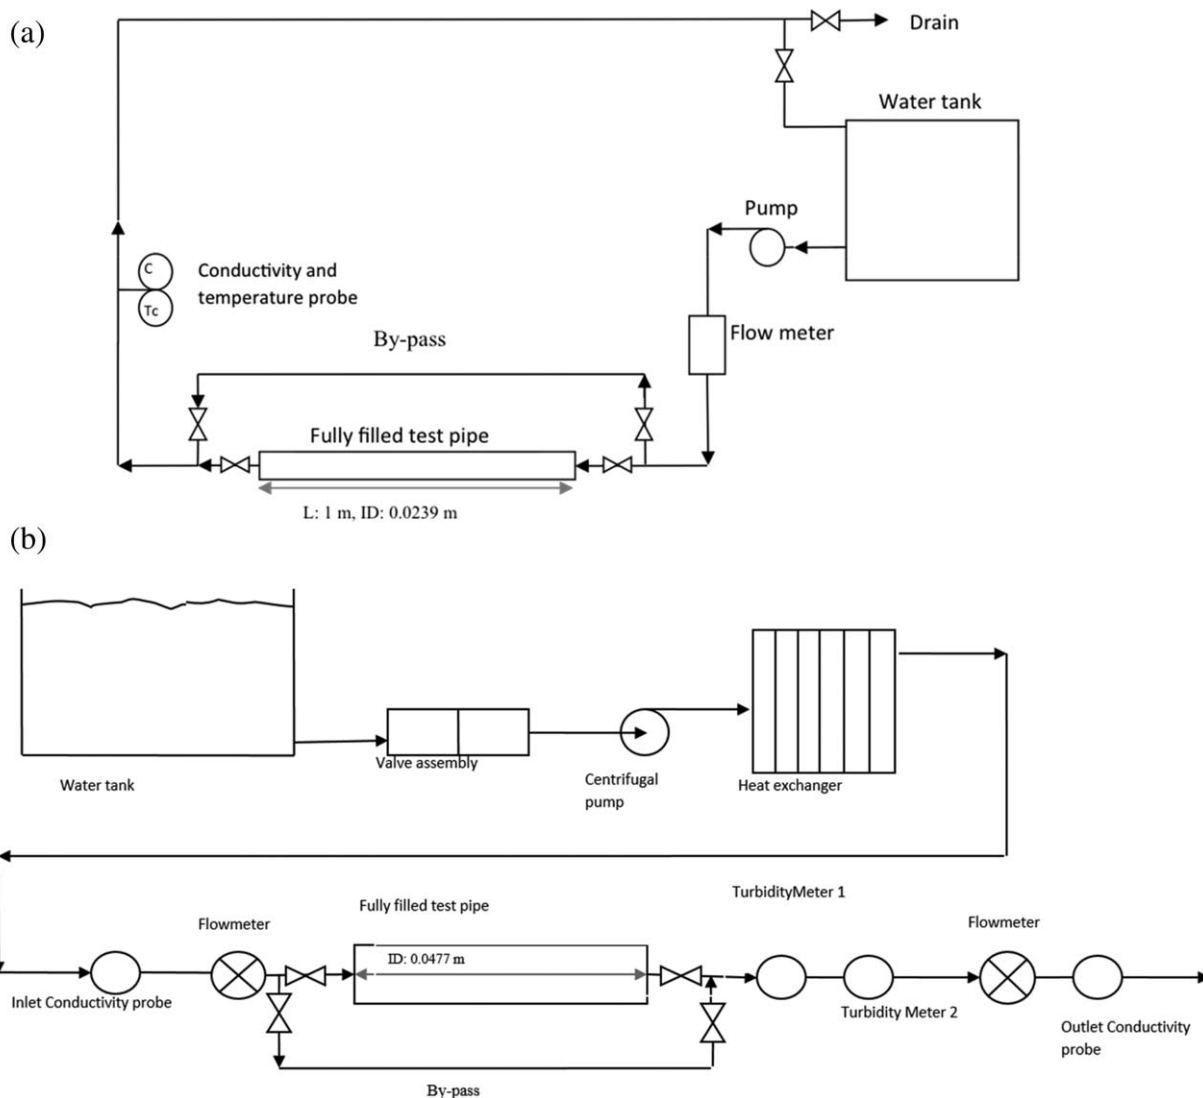 (a)
Drain
Water tank
Pump
C
Tc
Conductivity and
temperature probe
Flow meter
By-pass
Fully filled test pipe
L: 1 m, ID: 0.0239 m
(b)
Water tank
Valve assembly
Centrifugal
pump
Heat exchanger
TurbidityMeter 1
Fully filled test pipe
Flowmeter
Flowmeter
ID: 0.0477 m
Inlet Conductivity probe
Turbidity Meter 2
Outlet Conductivity
probe
By-pass